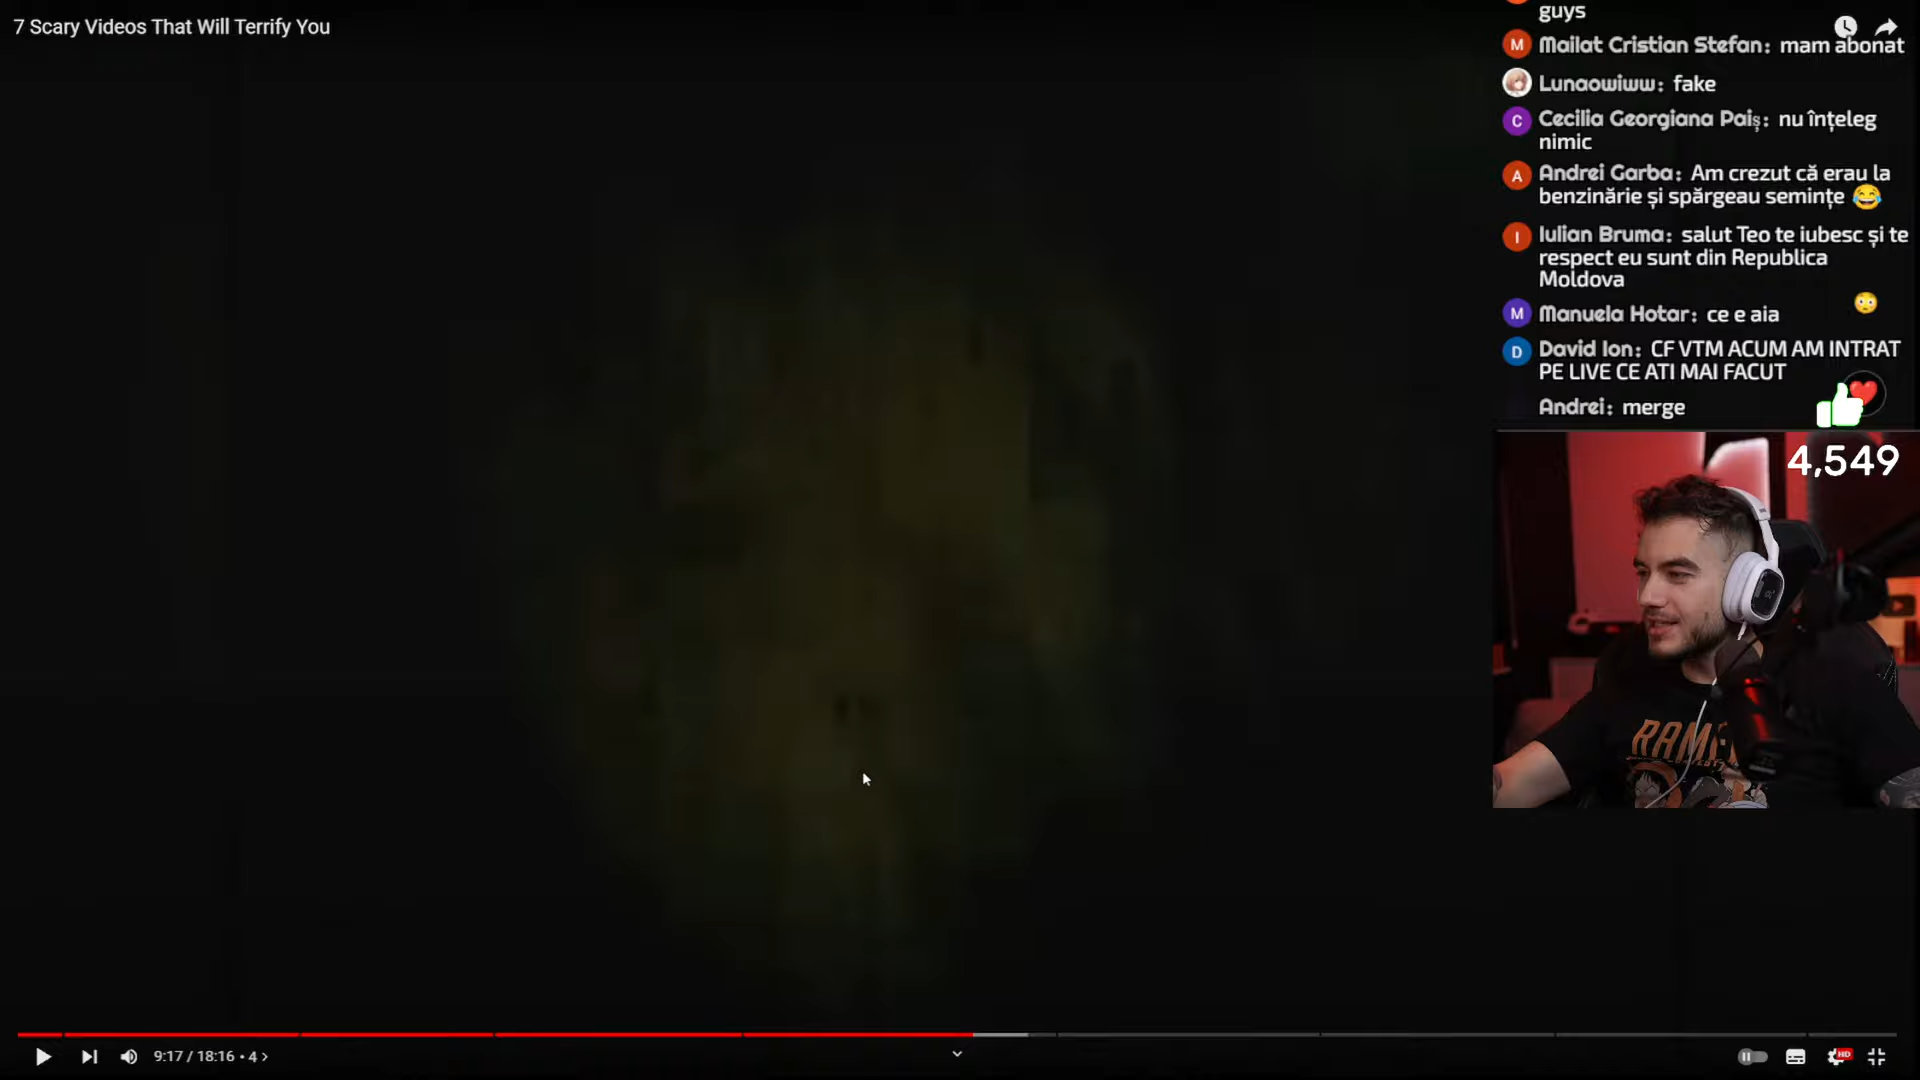 7 Scary Videos That Will Terrify You
guys
M Mailat Cristian Stefan: mam abonat
Lunaowiww: fake
C Cecilia Georgiana Paiș: nu înțeleg
nimic
A Andrei Garba: Am crezut că erau la
benzinărie și spărgeau semințe 😂
I Iulian Bruma: salut Teo te iubesc și te
respect eu sunt din Republica
Moldova
M Manuela Hotar: ce e aia
D David Ion: CF VTM ACUM AM INTRAT
PE LIVE CE ATI MAI FACUT
Andrei: merge
4,549
9:17 / 18:16 • 4 >
HD